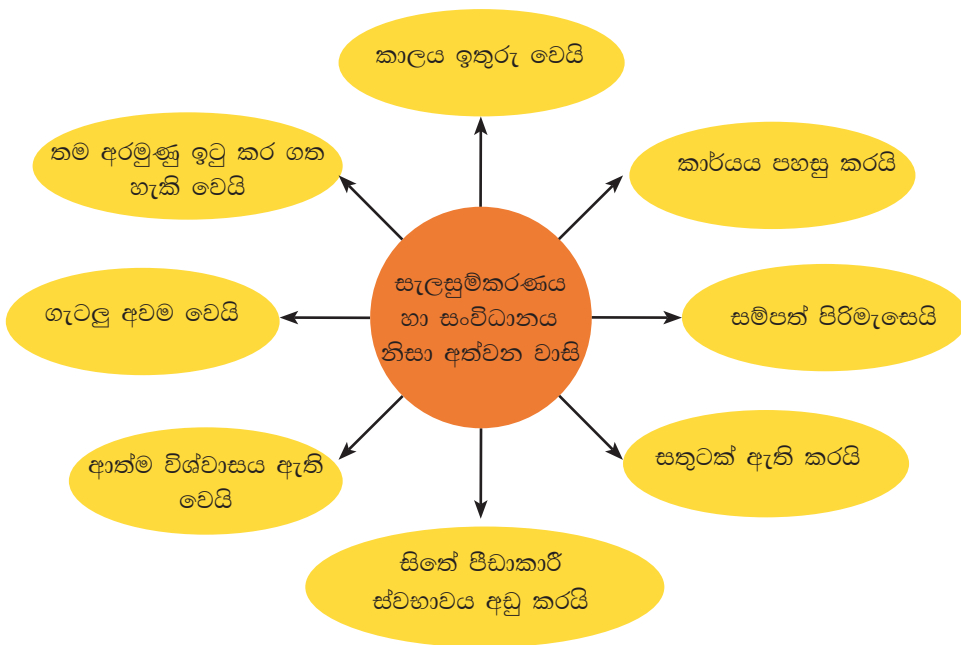 කාලය ඉතුරු වෙයි
කාර්යය පහසු කරයි
සම්පත් පිරිමැසෙයි
සතුටක් ඇති කරයි
සිතේ පීඩාකාරී
ස්වභාවය අඩු කරයි
ආත්ම විශ්වාසය ඇති
වෙයි
ගැටලු අවම වෙයි
තම අරමුණු ඉටු කර ගත
හැකි වෙයි
සැලසුම්කරණය
හා සංවිධානය
නිසා අත්වන වාසි